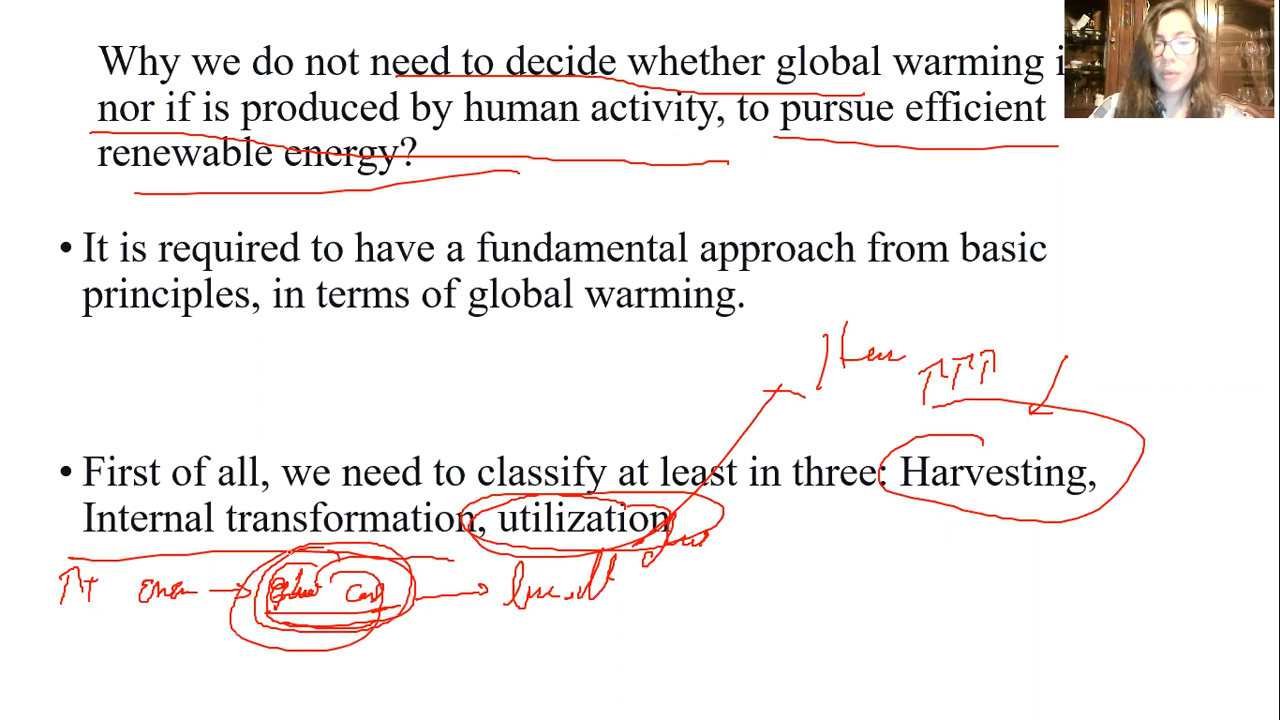 Why we do not need to decide whether global warming i
nor if is produced by human activity, to pursue efficient
renewable energy?
• It is required to have a fundamental approach from basic
principles, in terms of global warming.
• First of all, we need to classify at least in three: Harvesting,
Internal transformation, utilization